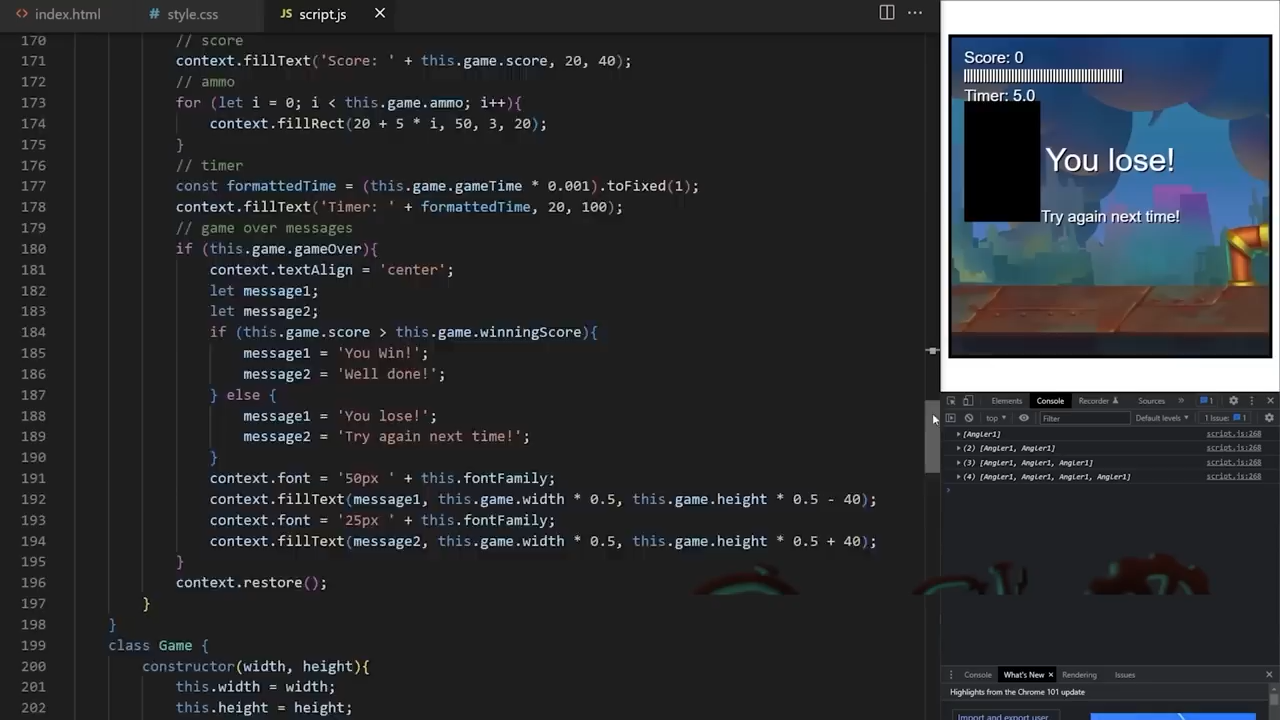 index.html
style.css
script.js
170 // score
171 context.fillText('Score: ' + this.game.score, 20, 40);
172 // ammo
173 for (let i = 0; i < this.game.ammo; i++){
174 context.fillRect(20 + 5 * i, 50, 3, 20);
175 }
176 // timer
177 const formattedTime = (this.game.gameTime * 0.001).toFixed(1);
178 context.fillText('Timer: ' + formattedTime, 20, 100);
179 // game over messages
180 if (this.game.gameOver){
181 context.textAlign = 'center';
182 let message1;
183 let message2;
184 if (this.game.score > this.game.winningScore){
185 message1 = 'You Win!';
186 message2 = 'Well done!';
187 } else {
188 message1 = 'You lose!';
189 message2 = 'Try again next time!';
190 }
191 context.font = '50px ' + this.fontFamily;
192 context.fillText(message1, this.game.width * 0.5, this.game.height * 0.5 - 40);
193 context.font = '25px ' + this.fontFamily;
194 context.fillText(message2, this.game.width * 0.5, this.game.height * 0.5 + 40);
195 }
196 context.restore();
197 }
198 }
199 class Game {
200 constructor(width, height){
201 this.width = width;
202 this.height = height;
Score: 0
Timer: 5.0
You lose!
Try again next time!
Elements Console Recorder Sources » 1
top Filter Default levels 1 Issue: 1
[Angler1] script.js:268
(2) [Angler1, Angler1] script.js:268
(3) [Angler1, Angler1, Angler1] script.js:268
(4) [Angler1, Angler1, Angler1, Angler1] script.js:268
Console What's New Rendering Issues
Highlights from the Chrome 101 update
Import and export user